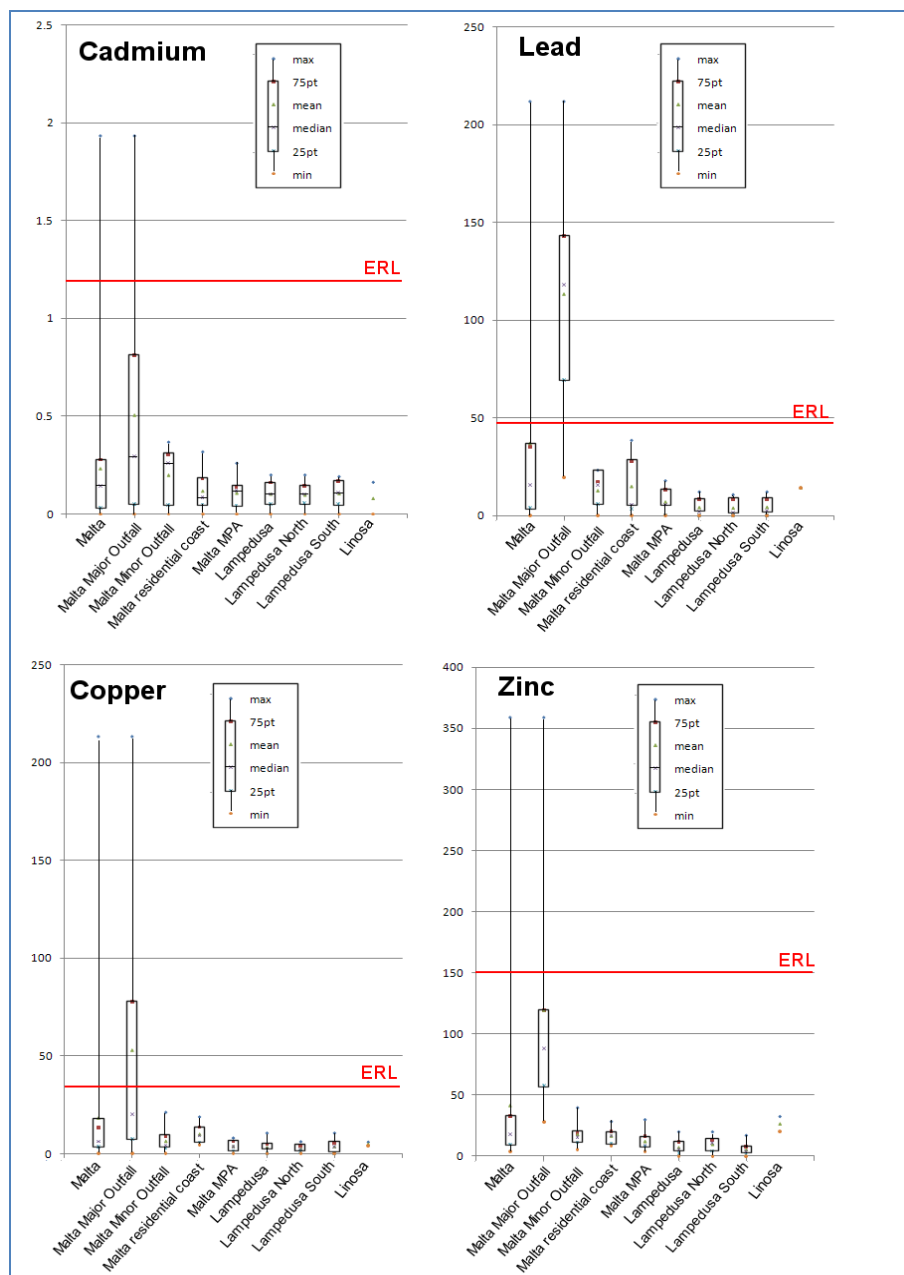 Cadmium
2.5
2
1.5
1
0.5
0
max
75pt
mean
median
25pt
min
ERL
Malta
Malta Major Outfall
Malta Minor Outfall
Malta residential coast
Malta MPA
Lampedusa
Lampedusa North
Lampedusa South
Linosa
Lead
250
200
150
100
50
0
max
75pt
mean
median
25pt
min
ERL
Malta
Malta Major Outfall
Malta Minor Outfall
Malta residential coast
Malta MPA
Lampedusa
Lampedusa North
Lampedusa South
Linosa
Copper
250
200
150
100
50
0
max
75pt
mean
median
25pt
min
ERL
Malta
Malta Major Outfall
Malta Minor Outfall
Malta residential coast
Malta MPA
Lampedusa
Lampedusa North
Lampedusa South
Linosa
Zinc
400
350
300
250
200
150
100
50
0
max
75pt
mean
median
25pt
min
ERL
Malta
Malta Major Outfall
Malta Minor Outfall
Malta residential coast
Malta MPA
Lampedusa
Lampedusa North
Lampedusa South
Linosa